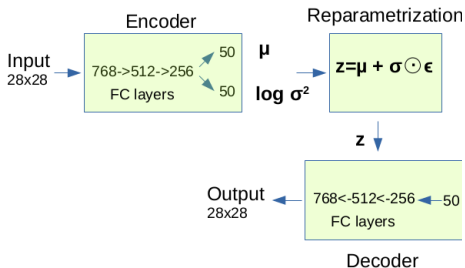 Encoder
Reparametrization
Input
28x28
768->512->256
50
50
FC layers
μ
log σ²
z=μ + σ⊙ϵ
z
Output
28x28
768<-512<-256
50
FC layers
Decoder